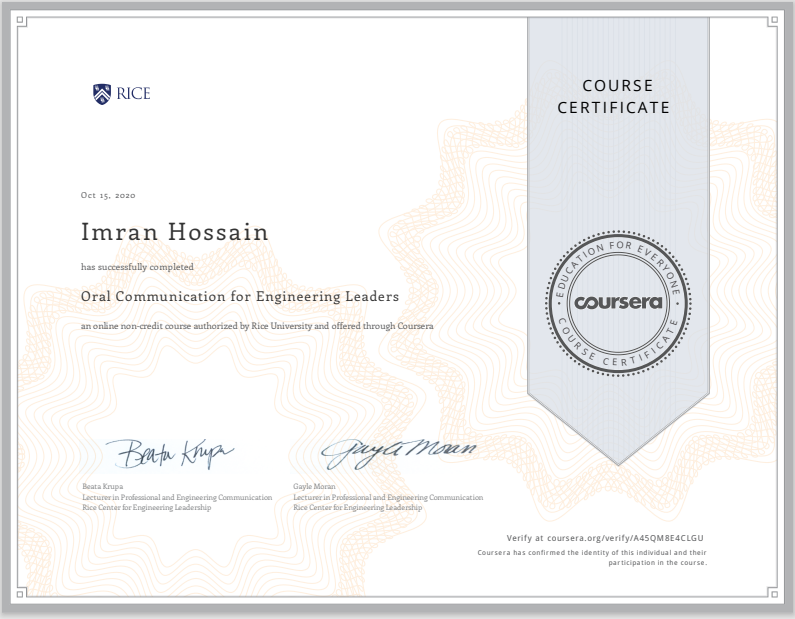 RICE
COURSE
CERTIFICATE
Oct 15, 2020
Imran Hossain
has successfully completed
Oral Communication for Engineering Leaders
an online non-credit course authorized by Rice University and offered through Coursera
EDUCATION FOR EVERYONE
coursera
COURSE CERTIFICATE
Beata Krupa
Gayle Moran
Beata Krupa
Lecturer in Professional and Engineering Communication
Rice Center for Engineering Leadership
Gayle Moran
Lecturer in Professional and Engineering Communication
Rice Center for Engineering Leadership
Verify at coursera.org/verify/A45QM8E4CLGU
Coursera has confirmed the identity of this individual and their
participation in the course.